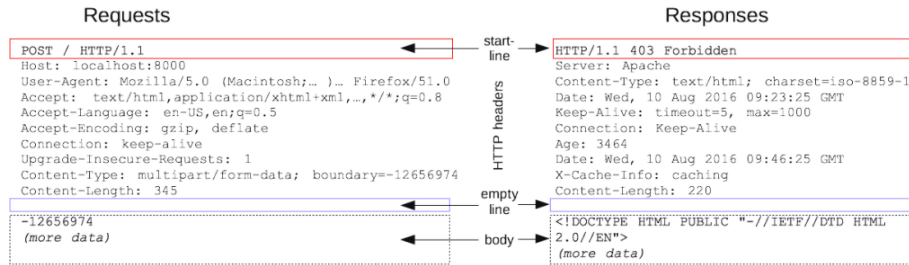 Requests
POST / HTTP/1.1
Host: localhost:8000
User-Agent: Mozilla/5.0 (Macintosh;… )… Firefox/51.0
Accept: text/html,application/xhtml+xml,…,*/*;q=0.8
Accept-Language: en-US,en;q=0.5
Accept-Encoding: gzip, deflate
Connection: keep-alive
Upgrade-Insecure-Requests: 1
Content-Type: multipart/form-data; boundary=-12656974
Content-Length: 345
-12656974
(more data)
start-
line
HTTP headers
empty
line
body
Responses
HTTP/1.1 403 Forbidden
Server: Apache
Content-Type: text/html; charset=iso-8859-1
Date: Wed, 10 Aug 2016 09:23:25 GMT
Keep-Alive: timeout=5, max=1000
Connection: Keep-Alive
Age: 3464
Date: Wed, 10 Aug 2016 09:46:25 GMT
X-Cache-Info: caching
Content-Length: 220
<!DOCTYPE HTML PUBLIC "-//IETF//DTD HTML
2.0//EN">
(more data)